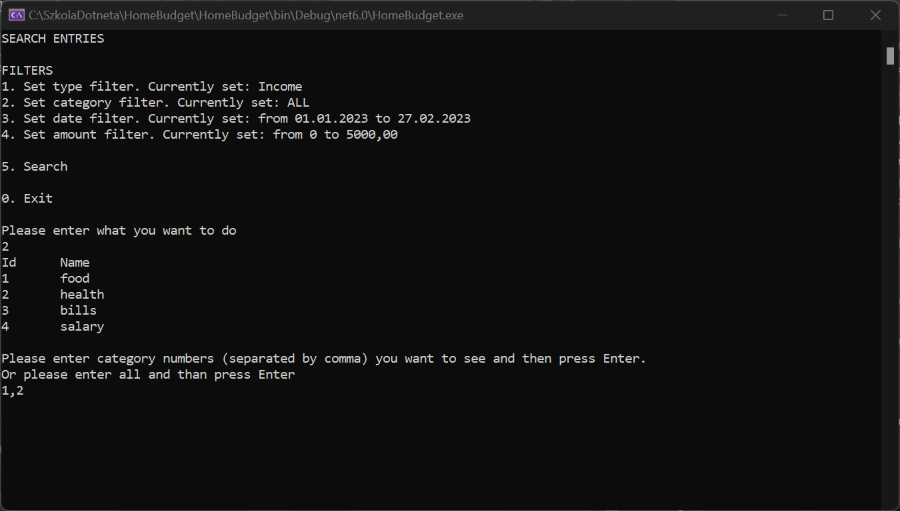 C:\SzkolaDotneta\HomeBudget\HomeBudget\bin\Debug\net6.0\HomeBudget.exe
SEARCH ENTRIES
FILTERS
1. Set type filter. Currently set: Income
2. Set category filter. Currently set: ALL
3. Set date filter. Currently set: from 01.01.2023 to 27.02.2023
4. Set amount filter. Currently set: from 0 to 5000,00
5. Search
0. Exit
Please enter what you want to do
2
Id Name
1 food
2 health
3 bills
4 salary
Please enter category numbers (separated by comma) you want to see and then press Enter.
Or please enter all and than press Enter
1,2